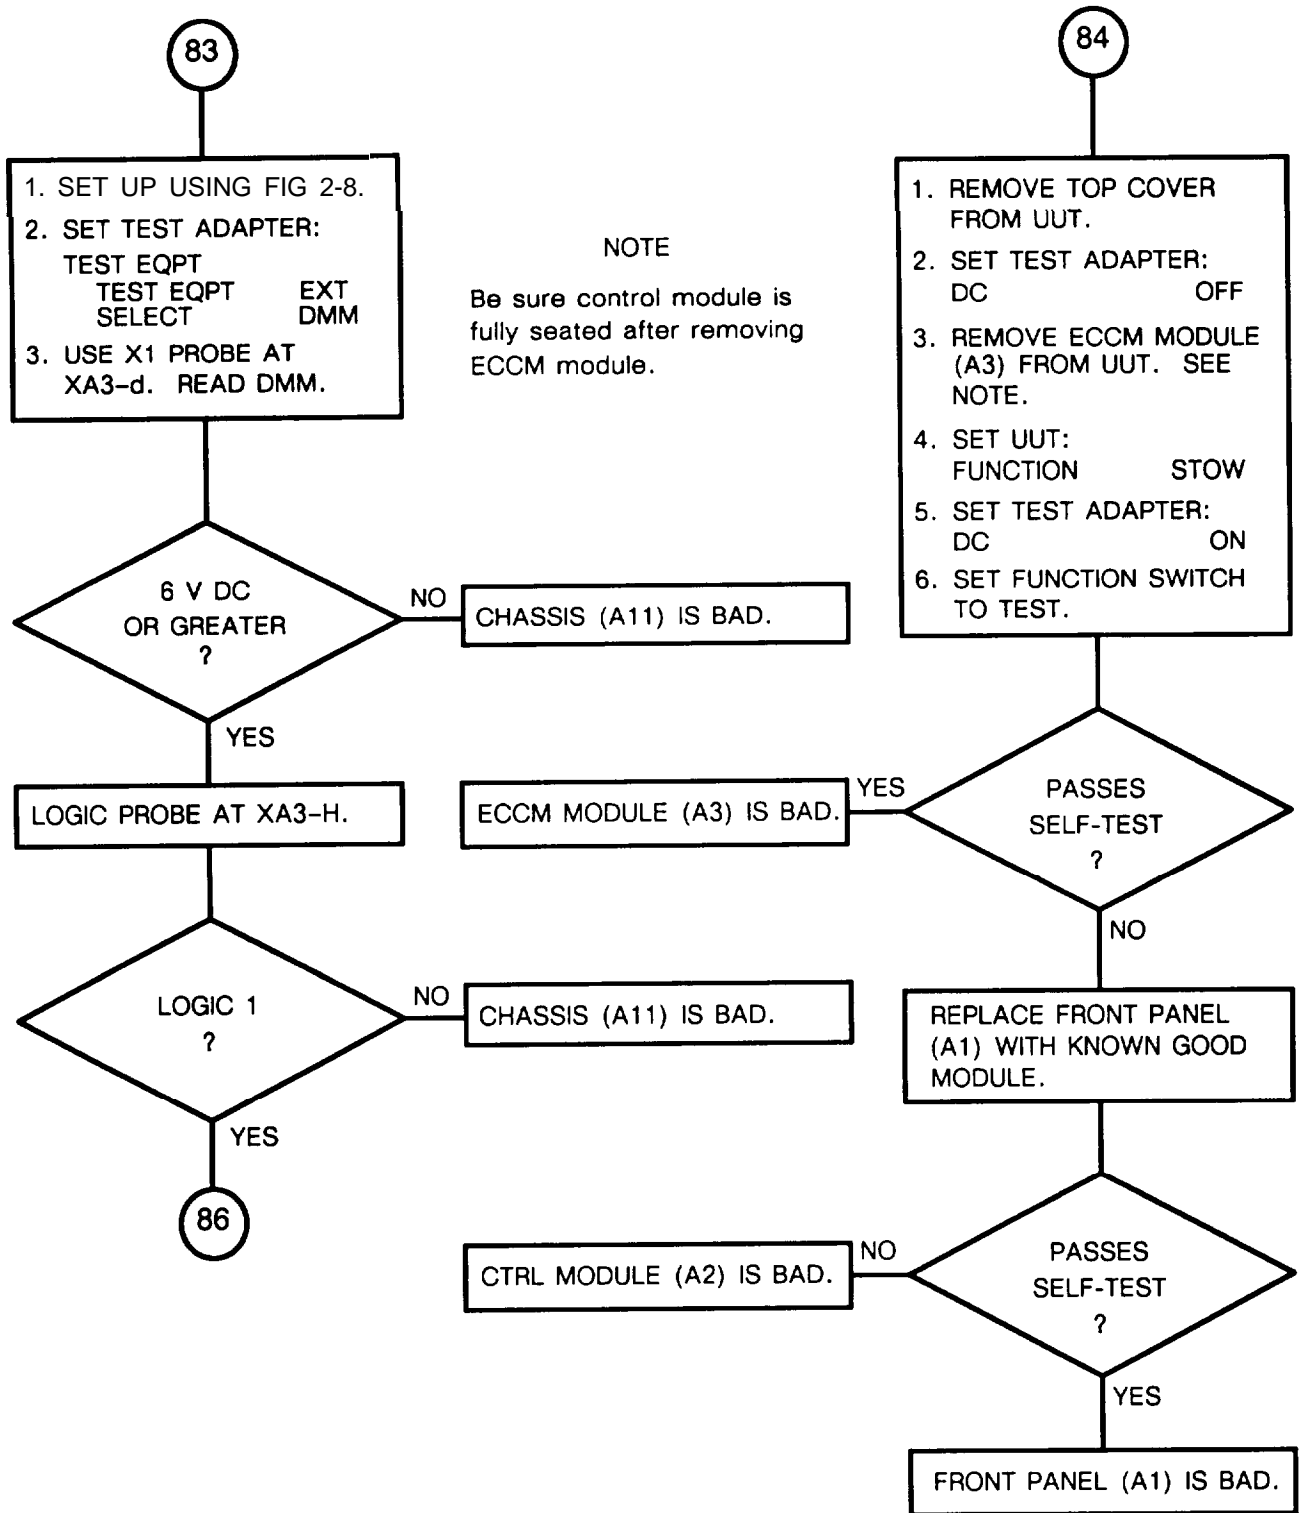 83
1. SET UP USING FIG 2-8.
2. SET TEST ADAPTER:
TEST EQPT
TEST EQPT EXT
SELECT DMM
3. USE X1 PROBE AT
XA3-d. READ DMM.
6 V DC
OR GREATER
?
NO
CHASSIS (A11) IS BAD.
YES
LOGIC PROBE AT XA3-H.
LOGIC 1
?
NO
CHASSIS (A11) IS BAD.
YES
86
NOTE
Be sure control module is
fully seated after removing
ECCM module.
84
1. REMOVE TOP COVER
FROM UUT.
2. SET TEST ADAPTER:
DC OFF
3. REMOVE ECCM MODULE
(A3) FROM UUT. SEE
NOTE.
4. SET UUT:
FUNCTION STOW
5. SET TEST ADAPTER:
DC ON
6. SET FUNCTION SWITCH
TO TEST.
PASSES
SELF-TEST
?
YES
ECCM MODULE (A3) IS BAD.
NO
REPLACE FRONT PANEL
(A1) WITH KNOWN GOOD
MODULE.
PASSES
SELF-TEST
?
NO
CTRL MODULE (A2) IS BAD.
YES
FRONT PANEL (A1) IS BAD.